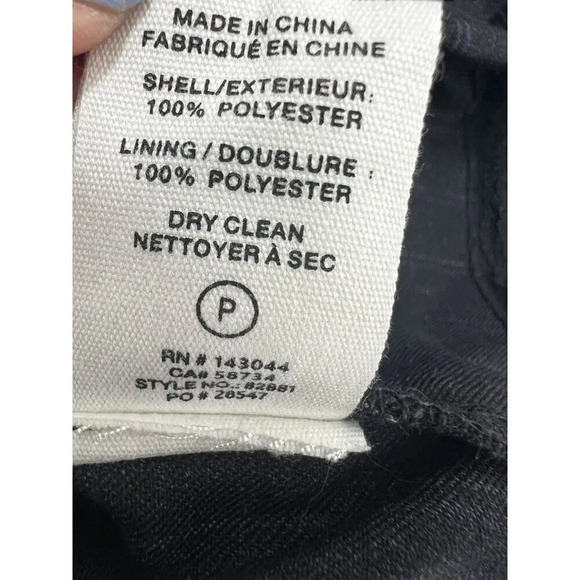 MADE IN CHINA
FABRIQUÉ EN CHINE
SHELL/EXTERIEUR:
100% POLYESTER
LINING / DOUBLURE :
100% POLYESTER
DRY CLEAN
NETTOYER À SEC
P
RN # 143044
CA# 56734
STYLE NO.: 82881
PO # 28547